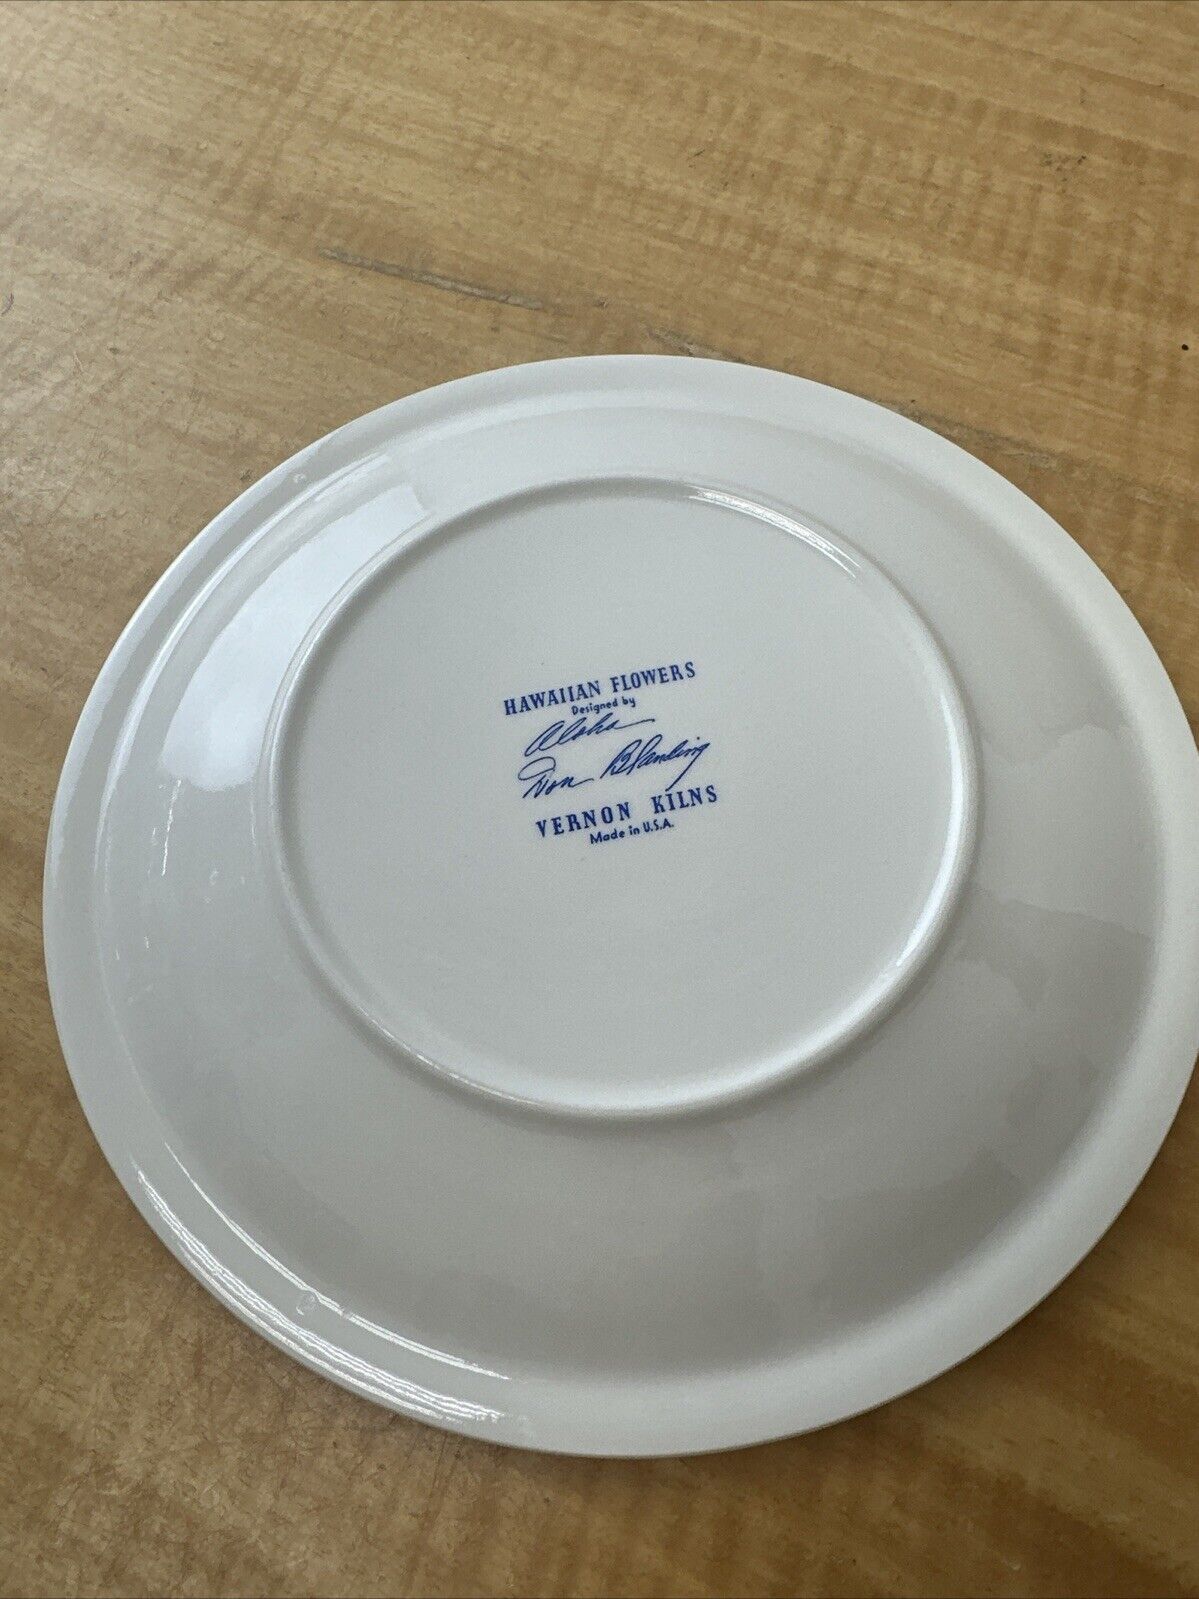 HAWAIIAN FLOWERS
Designed by
Aloha
Don Blanding
VERNON KILNS
Made in U.S.A.